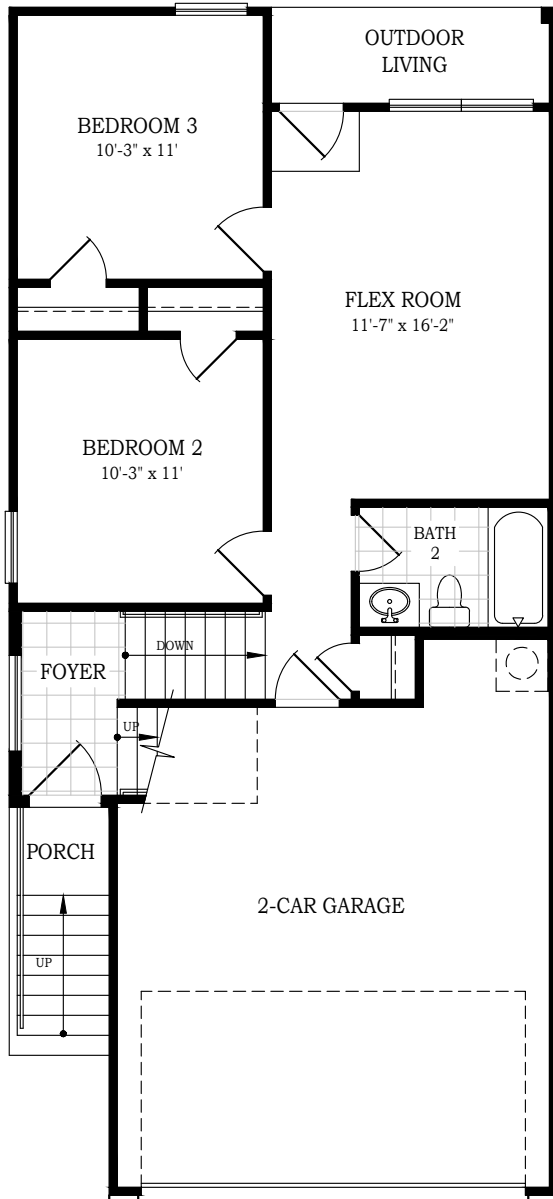 OUTDOOR
LIVING
BEDROOM 3
10'-3" x 11'
FLEX ROOM
11'-7" x 16'-2"
BEDROOM 2
10'-3" x 11'
BATH
2
DOWN
FOYER
UP
PORCH
2-CAR GARAGE
UP